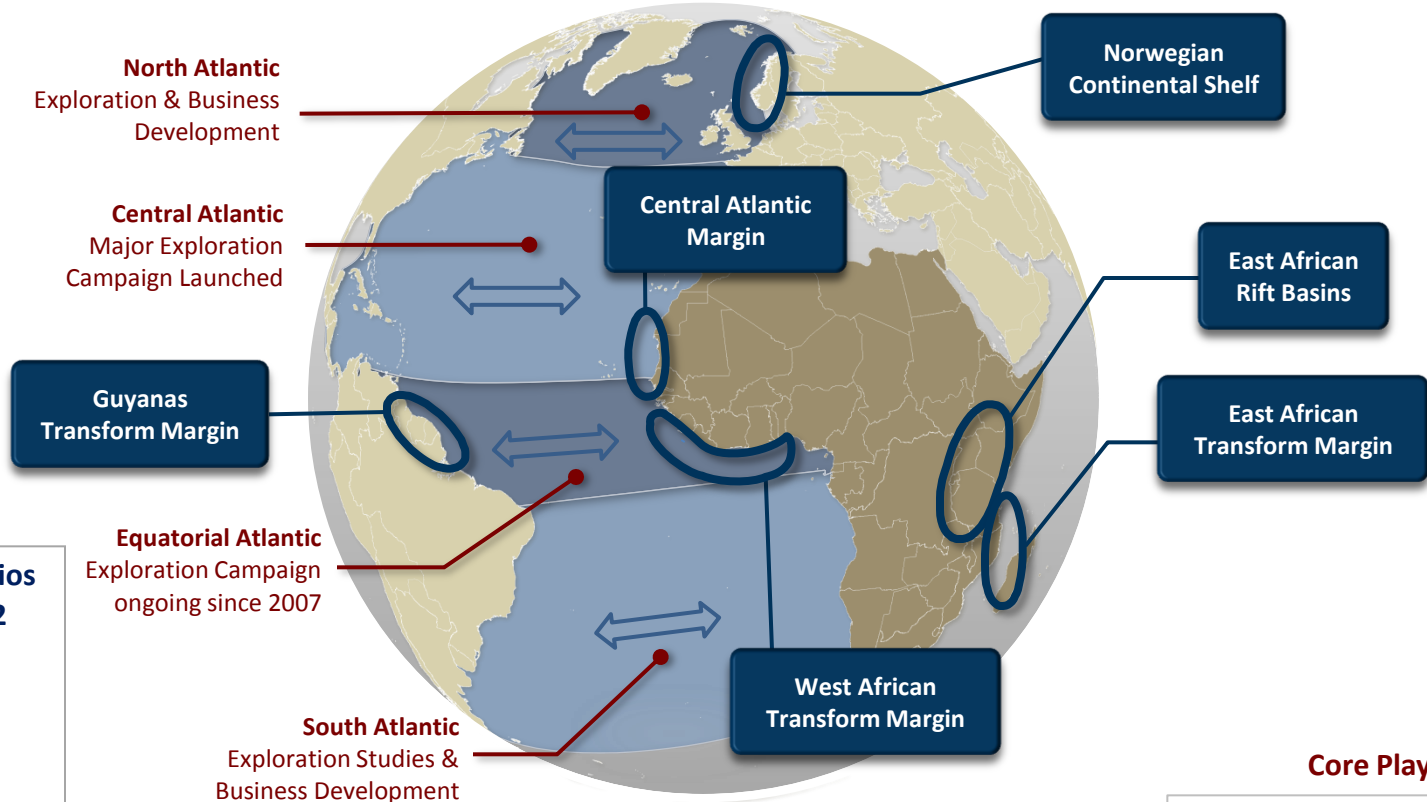 North Atlantic
Exploration & Business
Development
Norwegian
Continental Shelf
Central Atlantic
Major Exploration
Campaign Launched
Central Atlantic
Margin
East African
Rift Basins
Guyanas
Transform Margin
East African
Transform Margin
Equatorial Atlantic
Exploration Campaign
ongoing since 2007
West African
Transform Margin
South Atlantic
Exploration Studies &
Business Development
Core Play